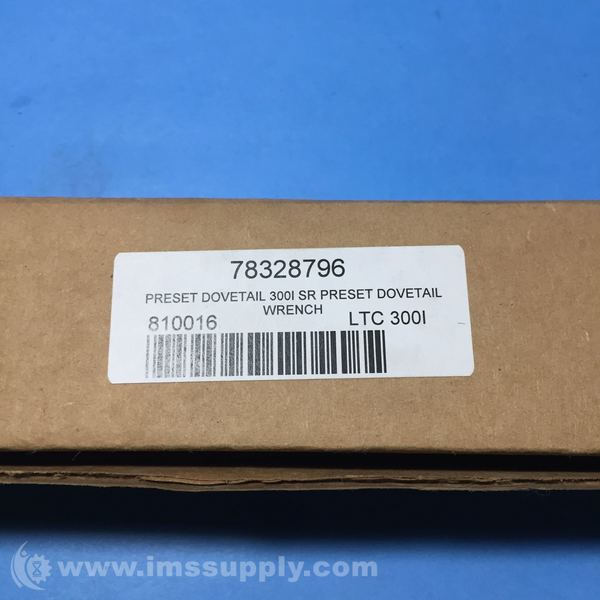 78328796
PRESET DOVETAIL 300I SR PRESET DOVETAIL
WRENCH
810016 LTC 300I
www.imssupply.com